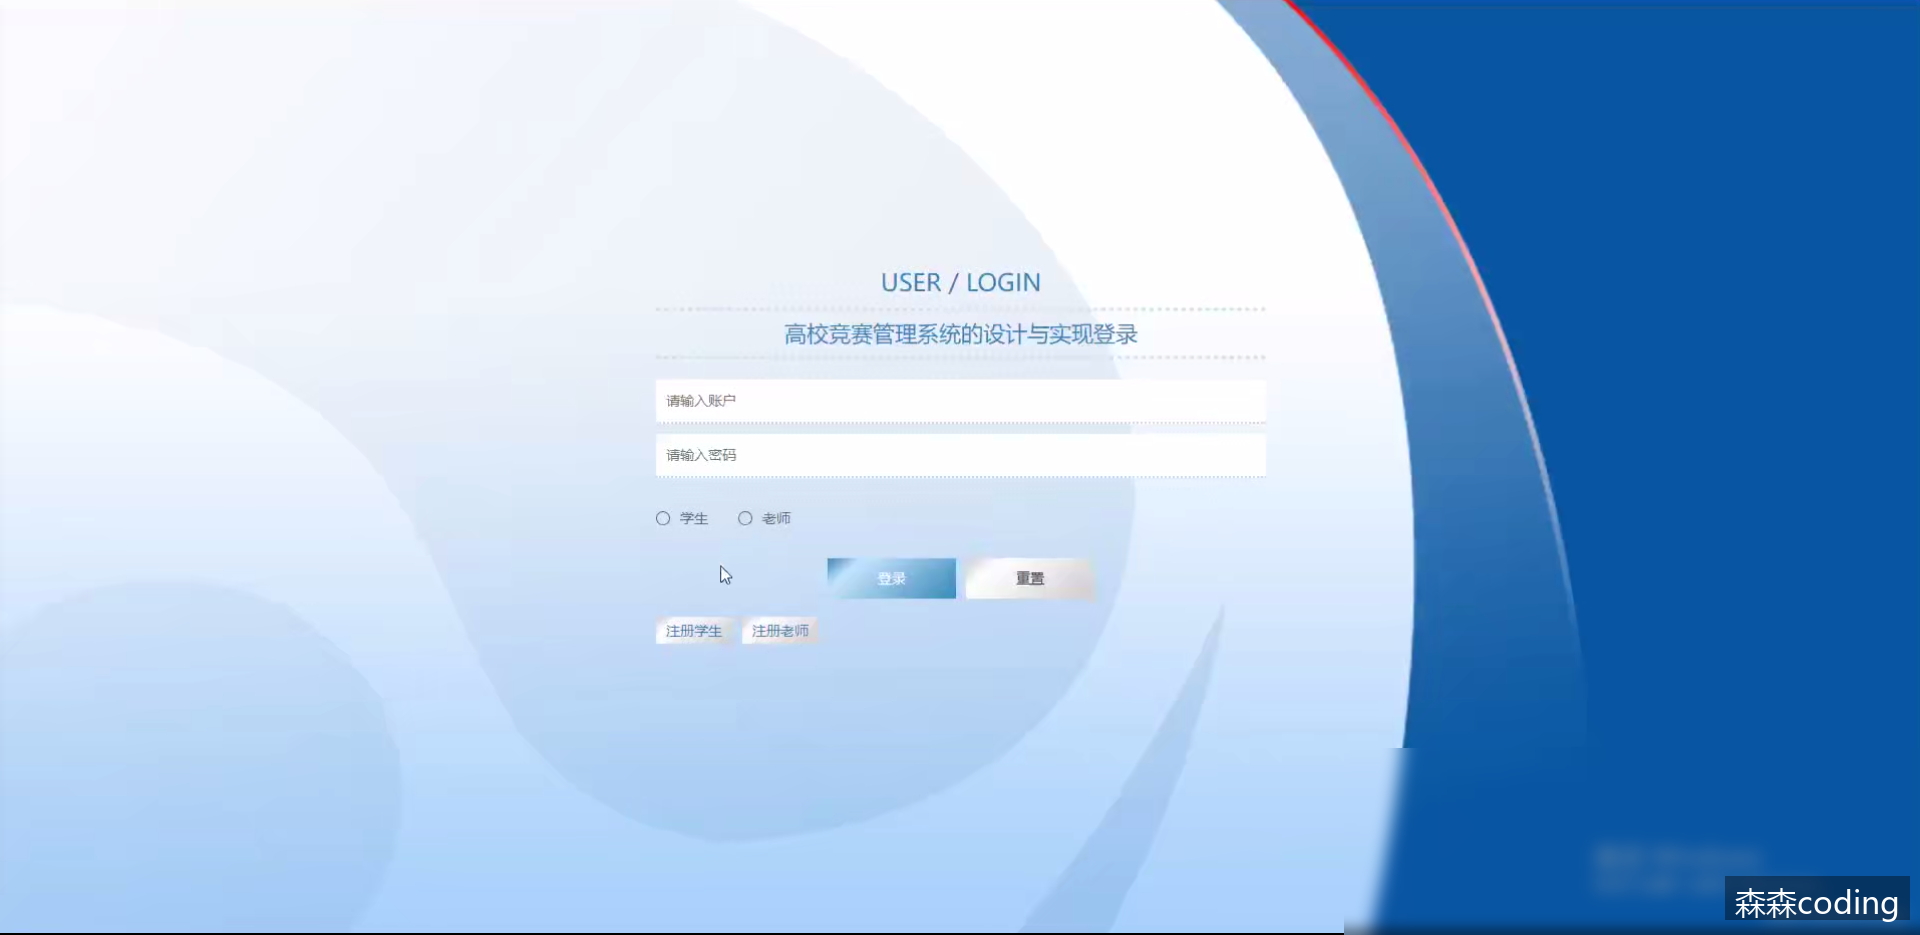 USER / LOGIN
高校竞赛管理系统的设计与实现登录
请输入账户
请输入密码
学生 老师
登录 重置
注册学生 注册老师
森森coding